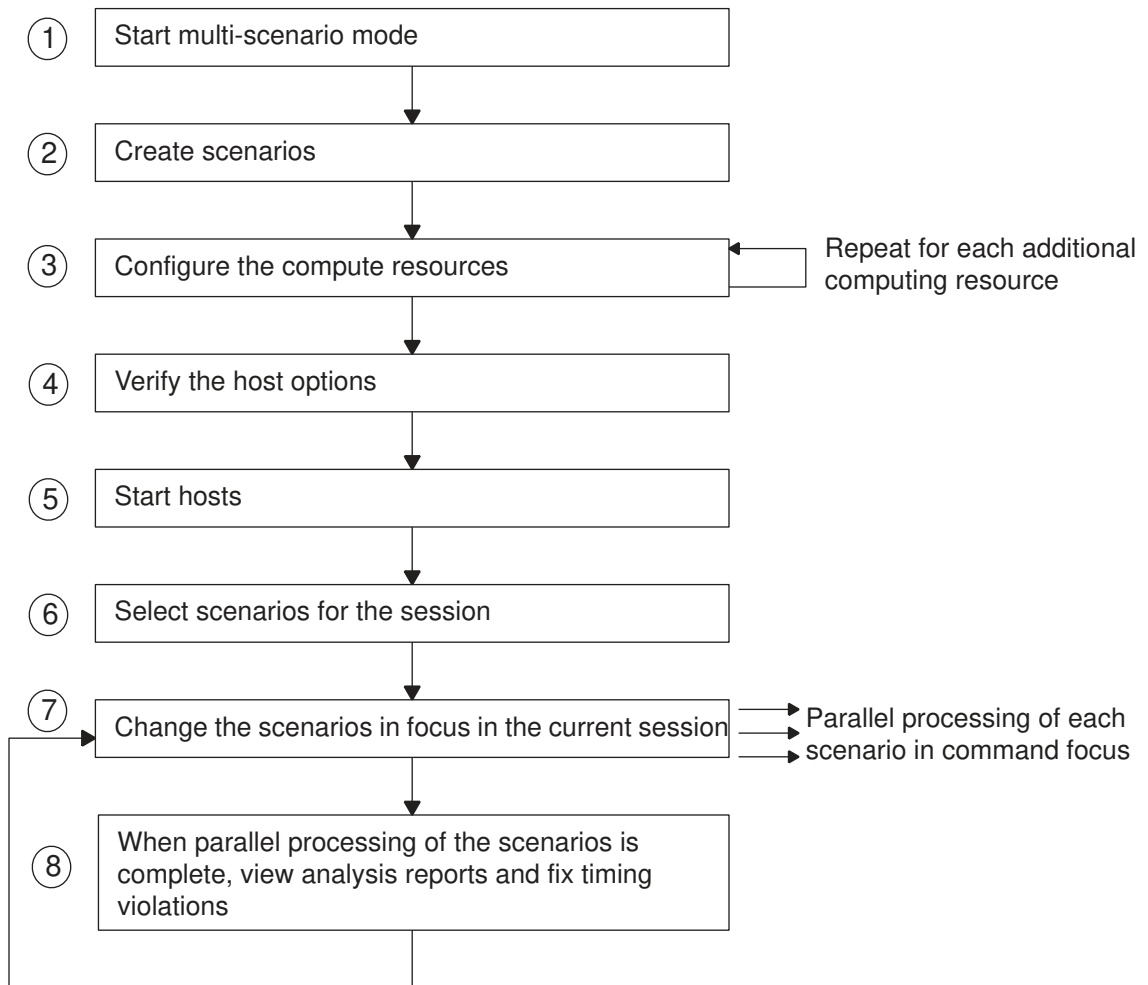 1
Start multi-scenario mode
2
Create scenarios
3
Configure the compute resources
Repeat for each additional
computing resource
4
Verify the host options
5
Start hosts
6
Select scenarios for the session
7
Change the scenarios in focus in the current session
Parallel processing of each
scenario in command focus
8
When parallel processing of the scenarios is
complete, view analysis reports and fix timing
violations